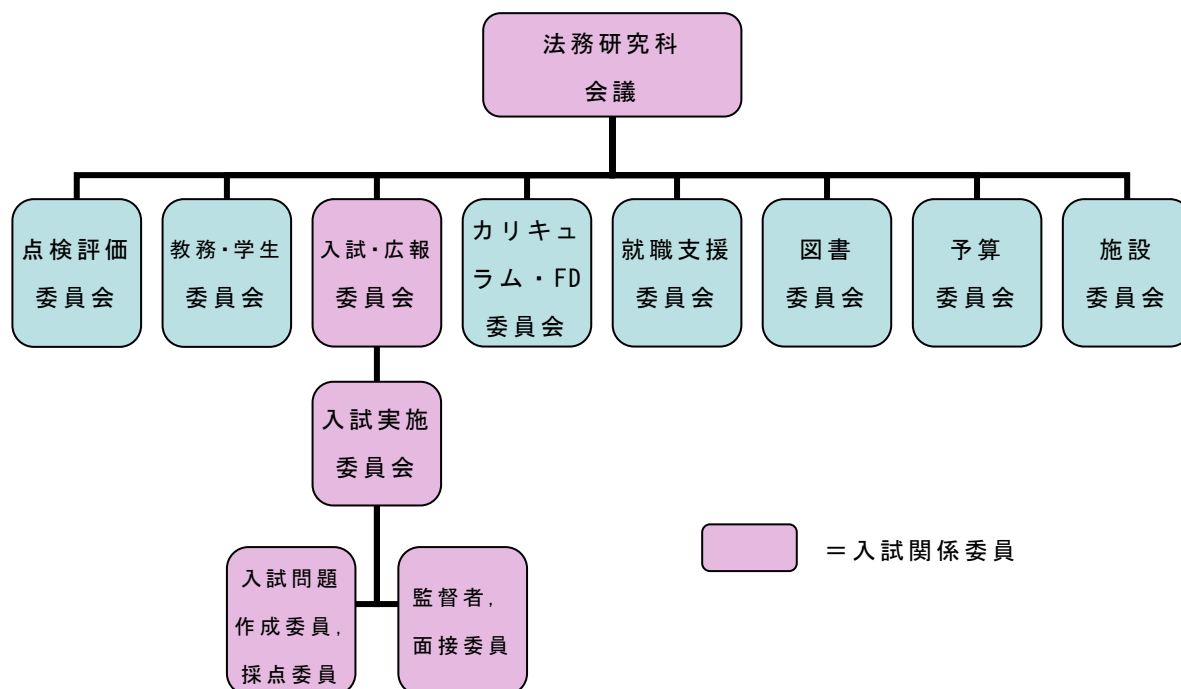 法務研究科
会議
点検評価
委員会
教務・学生
委員会
入試・広報
委員会
カリキュ
ラム・FD
委員会
就職支援
委員会
図書
委員会
予算
委員会
施設
委員会
入試実施
委員会
入試問題
作成委員,
採点委員
監督者,
面接委員
＝入試関係委員